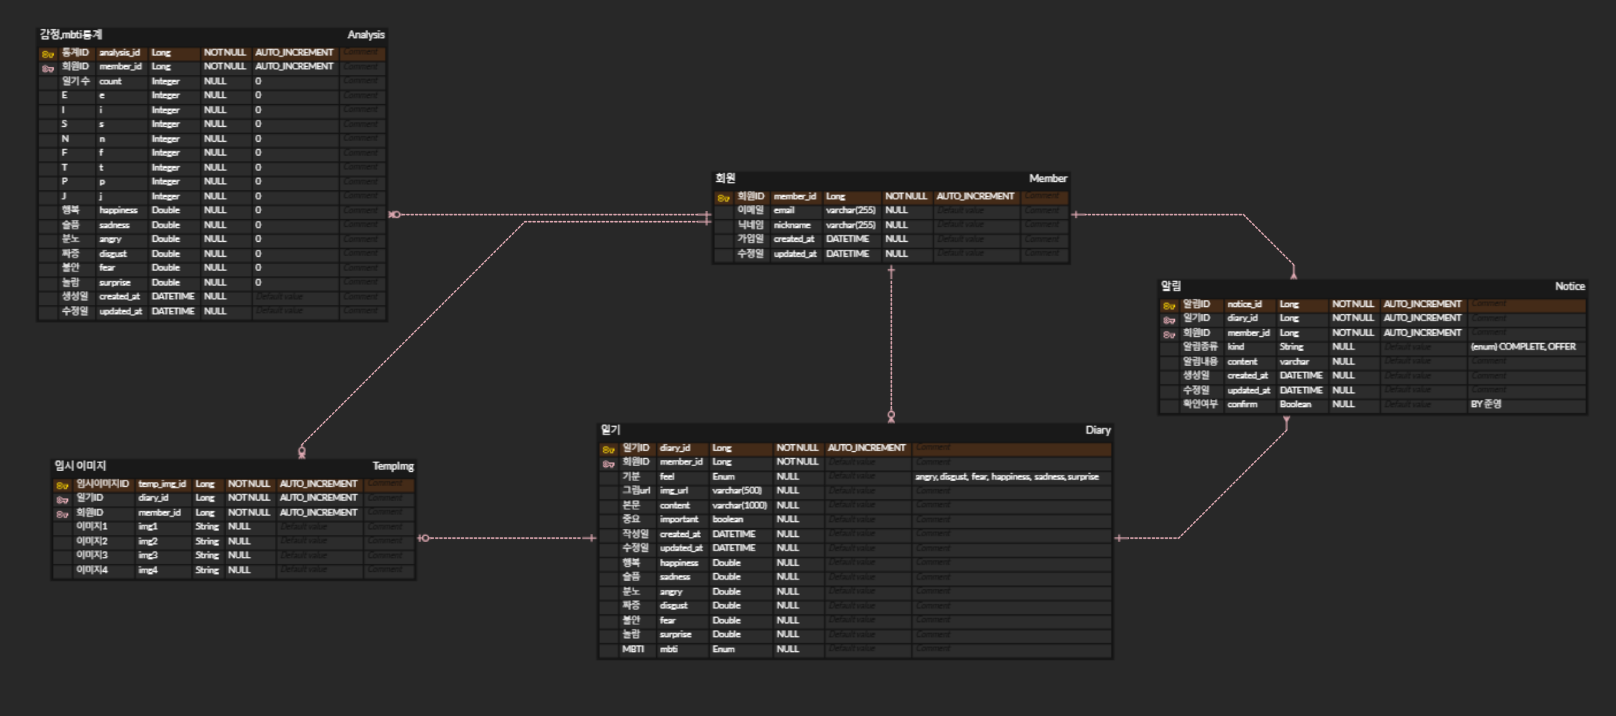 감정,mbti통계 Analysis
통계ID analysis_id Long NOT NULL AUTO_INCREMENT Comment
회원ID member_id Long NOT NULL AUTO_INCREMENT Comment
일기 수 count Integer NULL 0 Comment
E e Integer NULL 0 Comment
I i Integer NULL 0 Comment
S s Integer NULL 0 Comment
N n Integer NULL 0 Comment
F f Integer NULL 0 Comment
T t Integer NULL 0 Comment
P p Integer NULL 0 Comment
J j Integer NULL 0 Comment
행복 happiness Double NULL 0 Comment
슬픔 sadness Double NULL 0 Comment
분노 angry Double NULL 0 Comment
짜증 disgust Double NULL 0 Comment
불안 fear Double NULL 0 Comment
놀람 surprise Double NULL 0 Comment
생성일 created_at DATETIME NULL Default value Comment
수정일 updated_at DATETIME NULL Default value Comment
회원 Member
회원ID member_id Long NOT NULL AUTO_INCREMENT Comment
이메일 email varchar(255) NULL Default value Comment
닉네임 nickname varchar(255) NULL Default value Comment
가입일 created_at DATETIME NULL Default value Comment
수정일 updated_at DATETIME NULL Default value Comment
알림 Notice
알림ID notice_id Long NOT NULL AUTO_INCREMENT Comment
일기ID diary_id Long NOT NULL AUTO_INCREMENT Comment
회원ID member_id Long NOT NULL AUTO_INCREMENT Comment
알림종류 kind String NULL Default value (enum) COMPLETE, OFFER
알림내용 content varchar NULL Default value Comment
생성일 created_at DATETIME NULL Default value Comment
수정일 updated_at DATETIME NULL Default value Comment
확인여부 confirm Boolean NULL Default value BY 준영
임시 이미지 TempImg
임시이미지ID temp_img_id Long NOT NULL AUTO_INCREMENT Comment
일기ID diary_id Long NOT NULL AUTO_INCREMENT Comment
회원ID member_id Long NOT NULL AUTO_INCREMENT Comment
이미지1 img1 String NULL Default value Comment
이미지2 img2 String NULL Default value Comment
이미지3 img3 String NULL Default value Comment
이미지4 img4 String NULL Default value Comment
일기 Diary
일기ID diary_id Long NOT NULL AUTO_INCREMENT Comment
회원ID member_id Long NOT NULL Default value Comment
기분 feel Enum NULL Default value angry, disgust, fear, happiness, sadness, surprise
그림url img_url varchar(500) NULL Default value Comment
본문 content varchar(1000) NULL Default value Comment
중요 important boolean NULL Default value Comment
작성일 created_at DATETIME NULL Default value Comment
수정일 updated_at DATETIME NULL Default value Comment
행복 happiness Double NULL Default value Comment
슬픔 sadness Double NULL Default value Comment
분노 angry Double NULL Default value Comment
짜증 disgust Double NULL Default value Comment
불안 fear Double NULL Default value Comment
놀람 surprise Double NULL Default value Comment
MBTI mbti Enum NULL Default value Comment